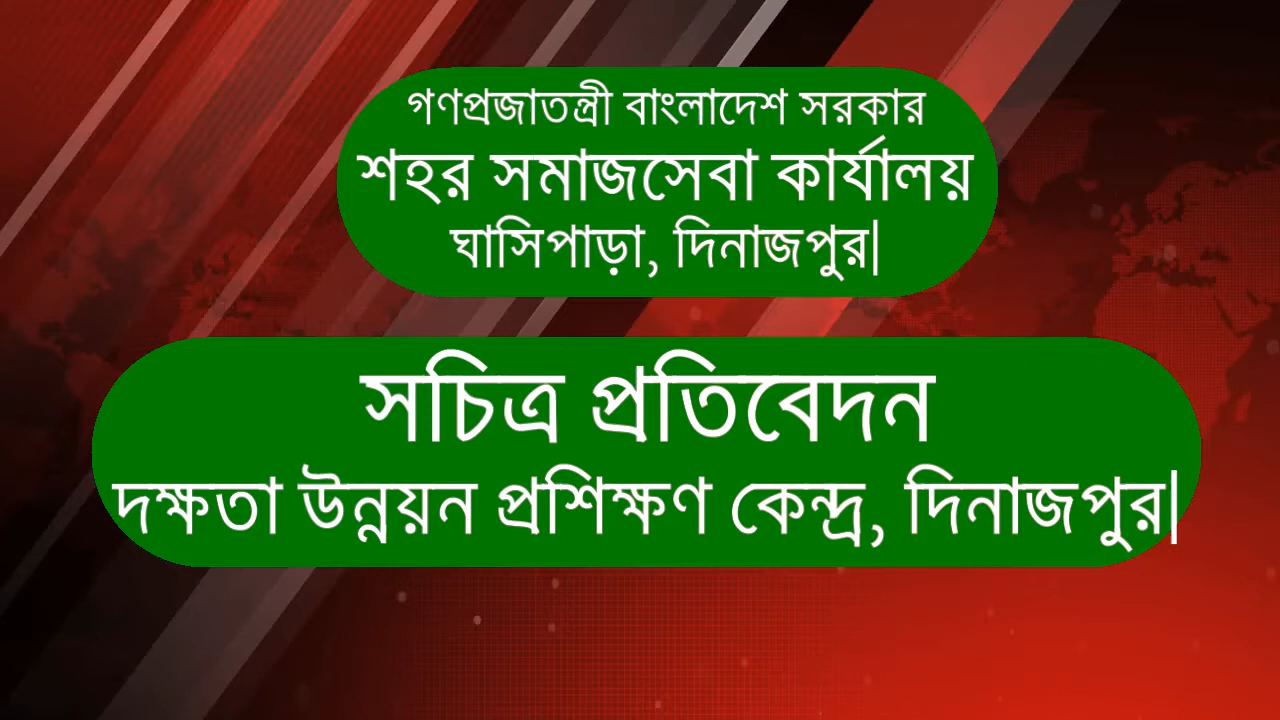 গণপ্রজাতন্ত্রী বাংলাদেশ সরকার
শহর সমাজসেবা কার্যালয়
ঘাসিপাড়া, দিনাজপুর|
সচিত্র প্রতিবেদন
দক্ষতা উন্নয়ন প্রশিক্ষণ কেন্দ্র, দিনাজপুর|